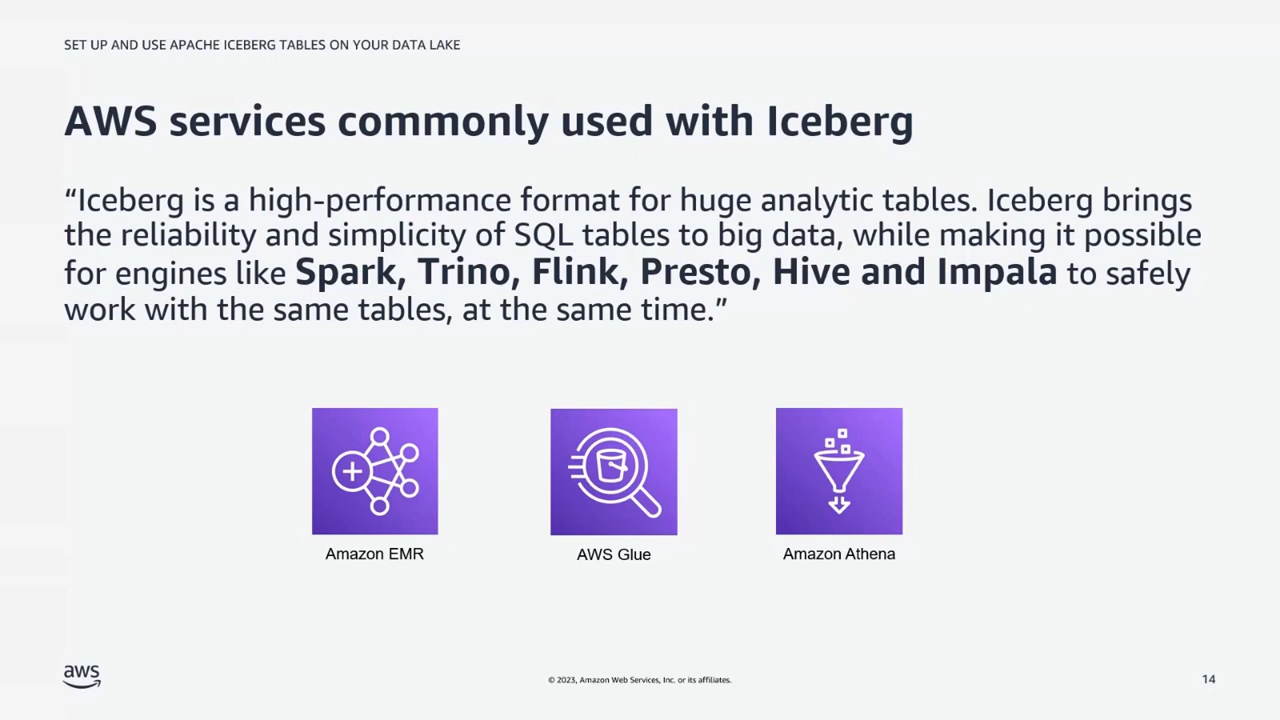 SET UP AND USE APACHE ICEBERG TABLES ON YOUR DATA LAKE
AWS services commonly used with Iceberg
“Iceberg is a high-performance format for huge analytic tables. Iceberg brings
the reliability and simplicity of SQL tables to big data, while making it possible
for engines like Spark, Trino, Flink, Presto, Hive and Impala to safely
work with the same tables, at the same time.”
Amazon EMR
AWS Glue
Amazon Athena
aws
© 2023, Amazon Web Services, Inc. or its affiliates.
14